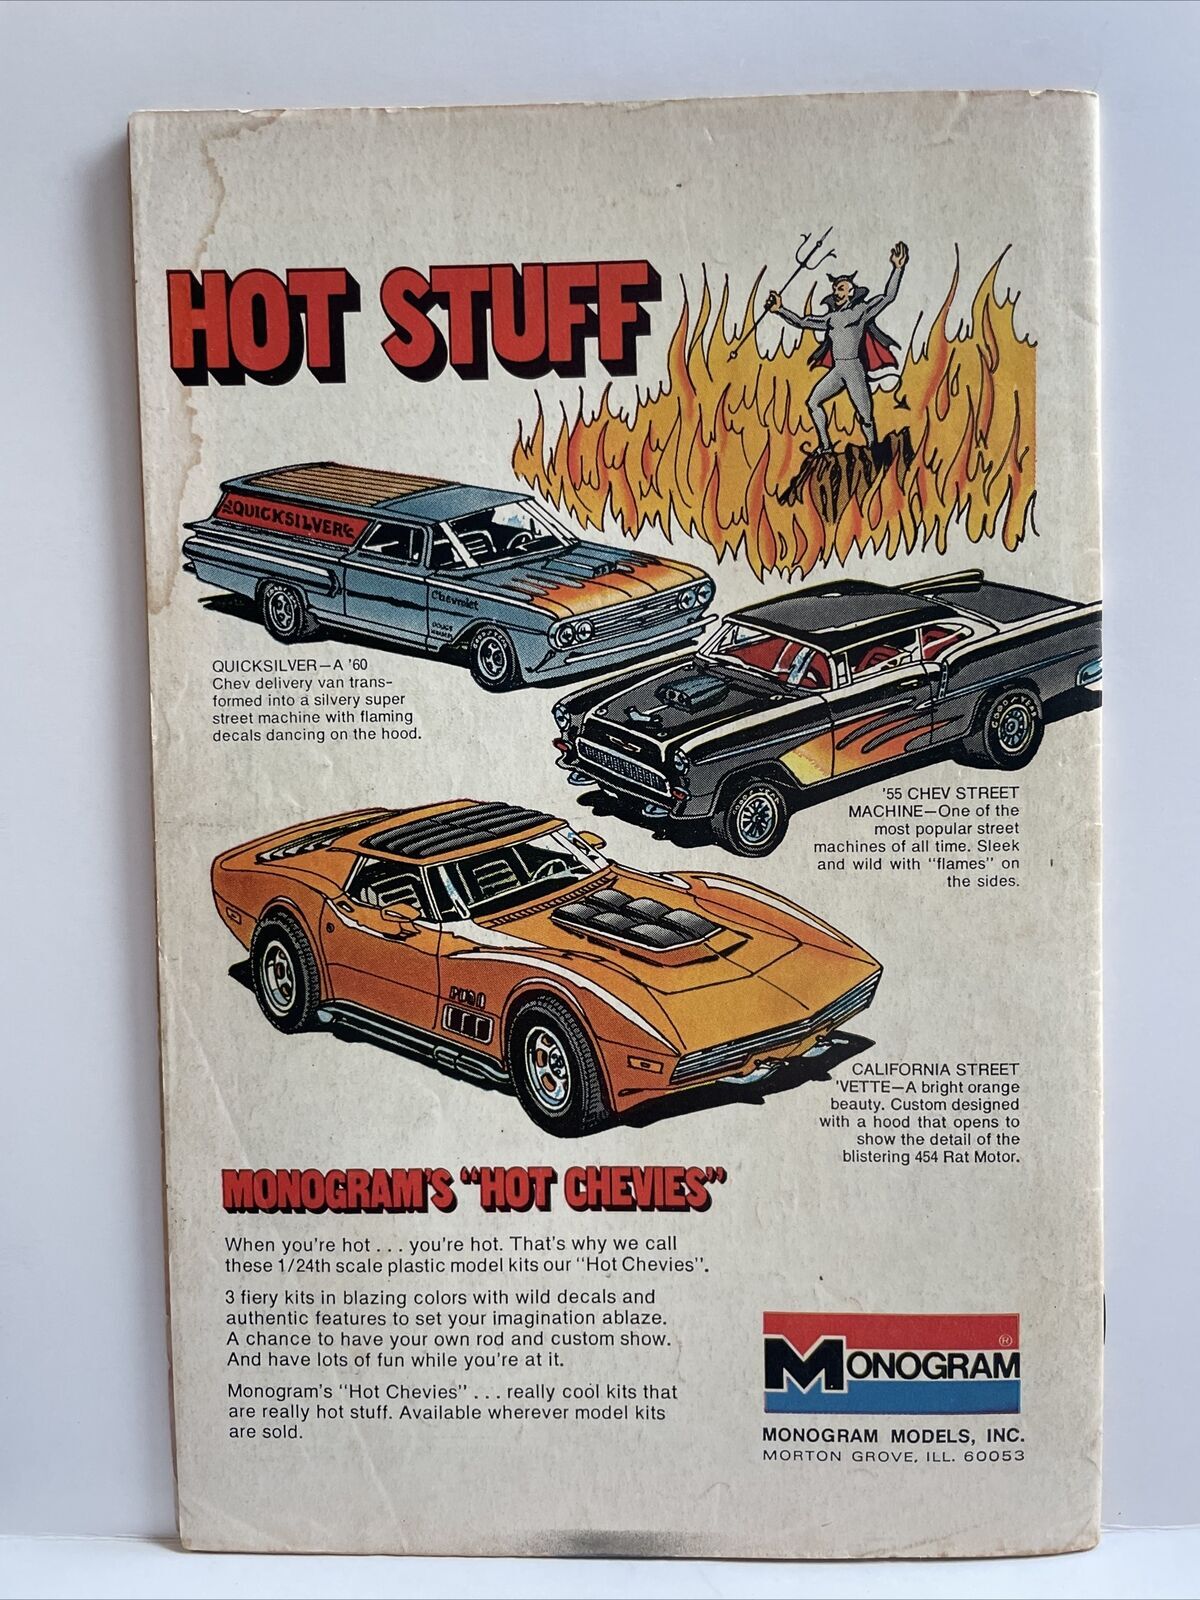 HOT STUFF
QUICKSILVER
Chevrolet
QUICKSILVER—A '60
Chev delivery van trans-
formed into a silvery super
street machine with flaming
decals dancing on the hood.
'55 CHEV STREET
MACHINE—One of the
most popular street
machines of all time. Sleek
and wild with "flames" on
the sides.
CALIFORNIA STREET
'VETTE—A bright orange
beauty. Custom designed
with a hood that opens to
show the detail of the
blistering 454 Rat Motor.
MONOGRAM'S "HOT CHEVIES"
When you're hot . . . you're hot. That's why we call
these 1/24th scale plastic model kits our "Hot Chevies".
3 fiery kits in blazing colors with wild decals and
authentic features to set your imagination ablaze.
A chance to have your own rod and custom show.
And have lots of fun while you're at it.
Monogram's "Hot Chevies" . . . really cool kits that
are really hot stuff. Available wherever model kits
are sold.
MONOGRAM ®
MONOGRAM MODELS, INC.
MORTON GROVE, ILL. 60053